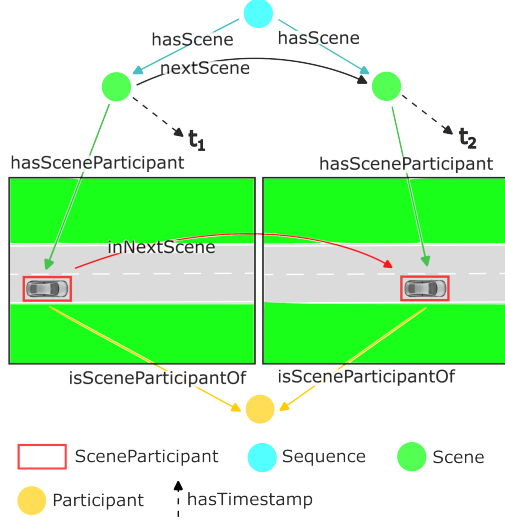 hasScene
hasScene
nextScene
t1
t2
hasSceneParticipant
hasSceneParticipant
inNextScene
isSceneParticipantOf
isSceneParticipantOf
SceneParticipant
Sequence
Scene
Participant
hasTimestamp